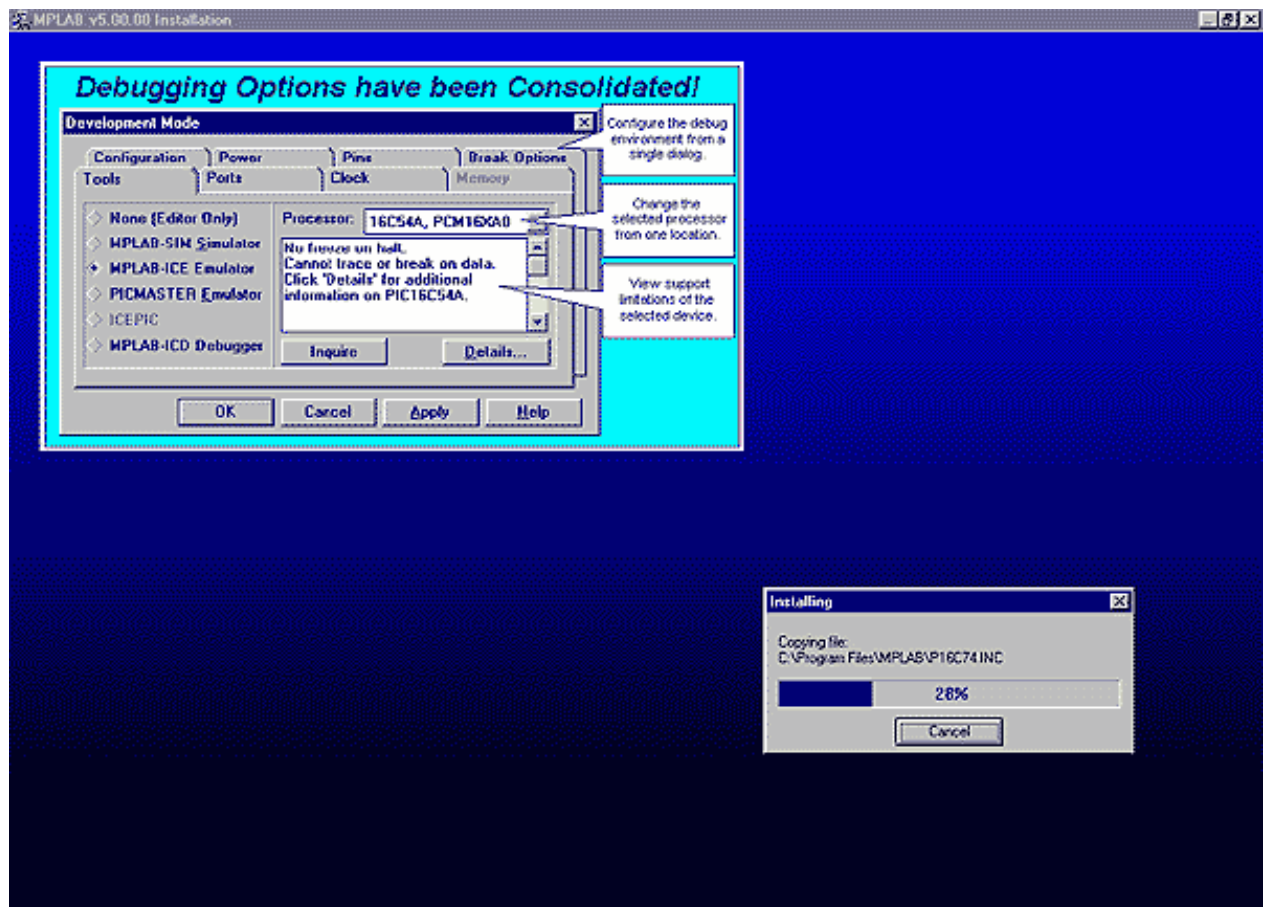 MPLAB v5.00.00 Installation
Debugging Options have been Consolidated!
Development Mode
Configuration Power Pins Break Options
Tools Ports Clock Memory
None (Editor Only)
MPLAB-SIM Simulator
MPLAB-ICE Emulator
PICMASTER Emulator
ICEPIC
MPLAB-ICD Debugger
Processor: 16C54A, PCM16XA0
No freeze on halt.
Cannot trace or break on data.
Click "Details" for additional
information on PIC16C54A.
Inquire Details...
OK Cancel Apply Help
Configure the debug
environment from a
single dialog.
Change the
selected processor
from one location.
View support
limitations of the
selected device.
Installing
Copying file:
C:\Program Files\MPLAB\P16C74.INC
28%
Cancel